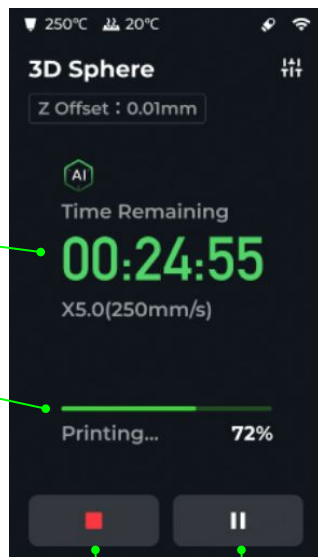 250℃ 20℃
3D Sphere
Z Offset：0.01mm
AI
Time Remaining
00:24:55
X5.0(250mm/s)
Printing... 72%